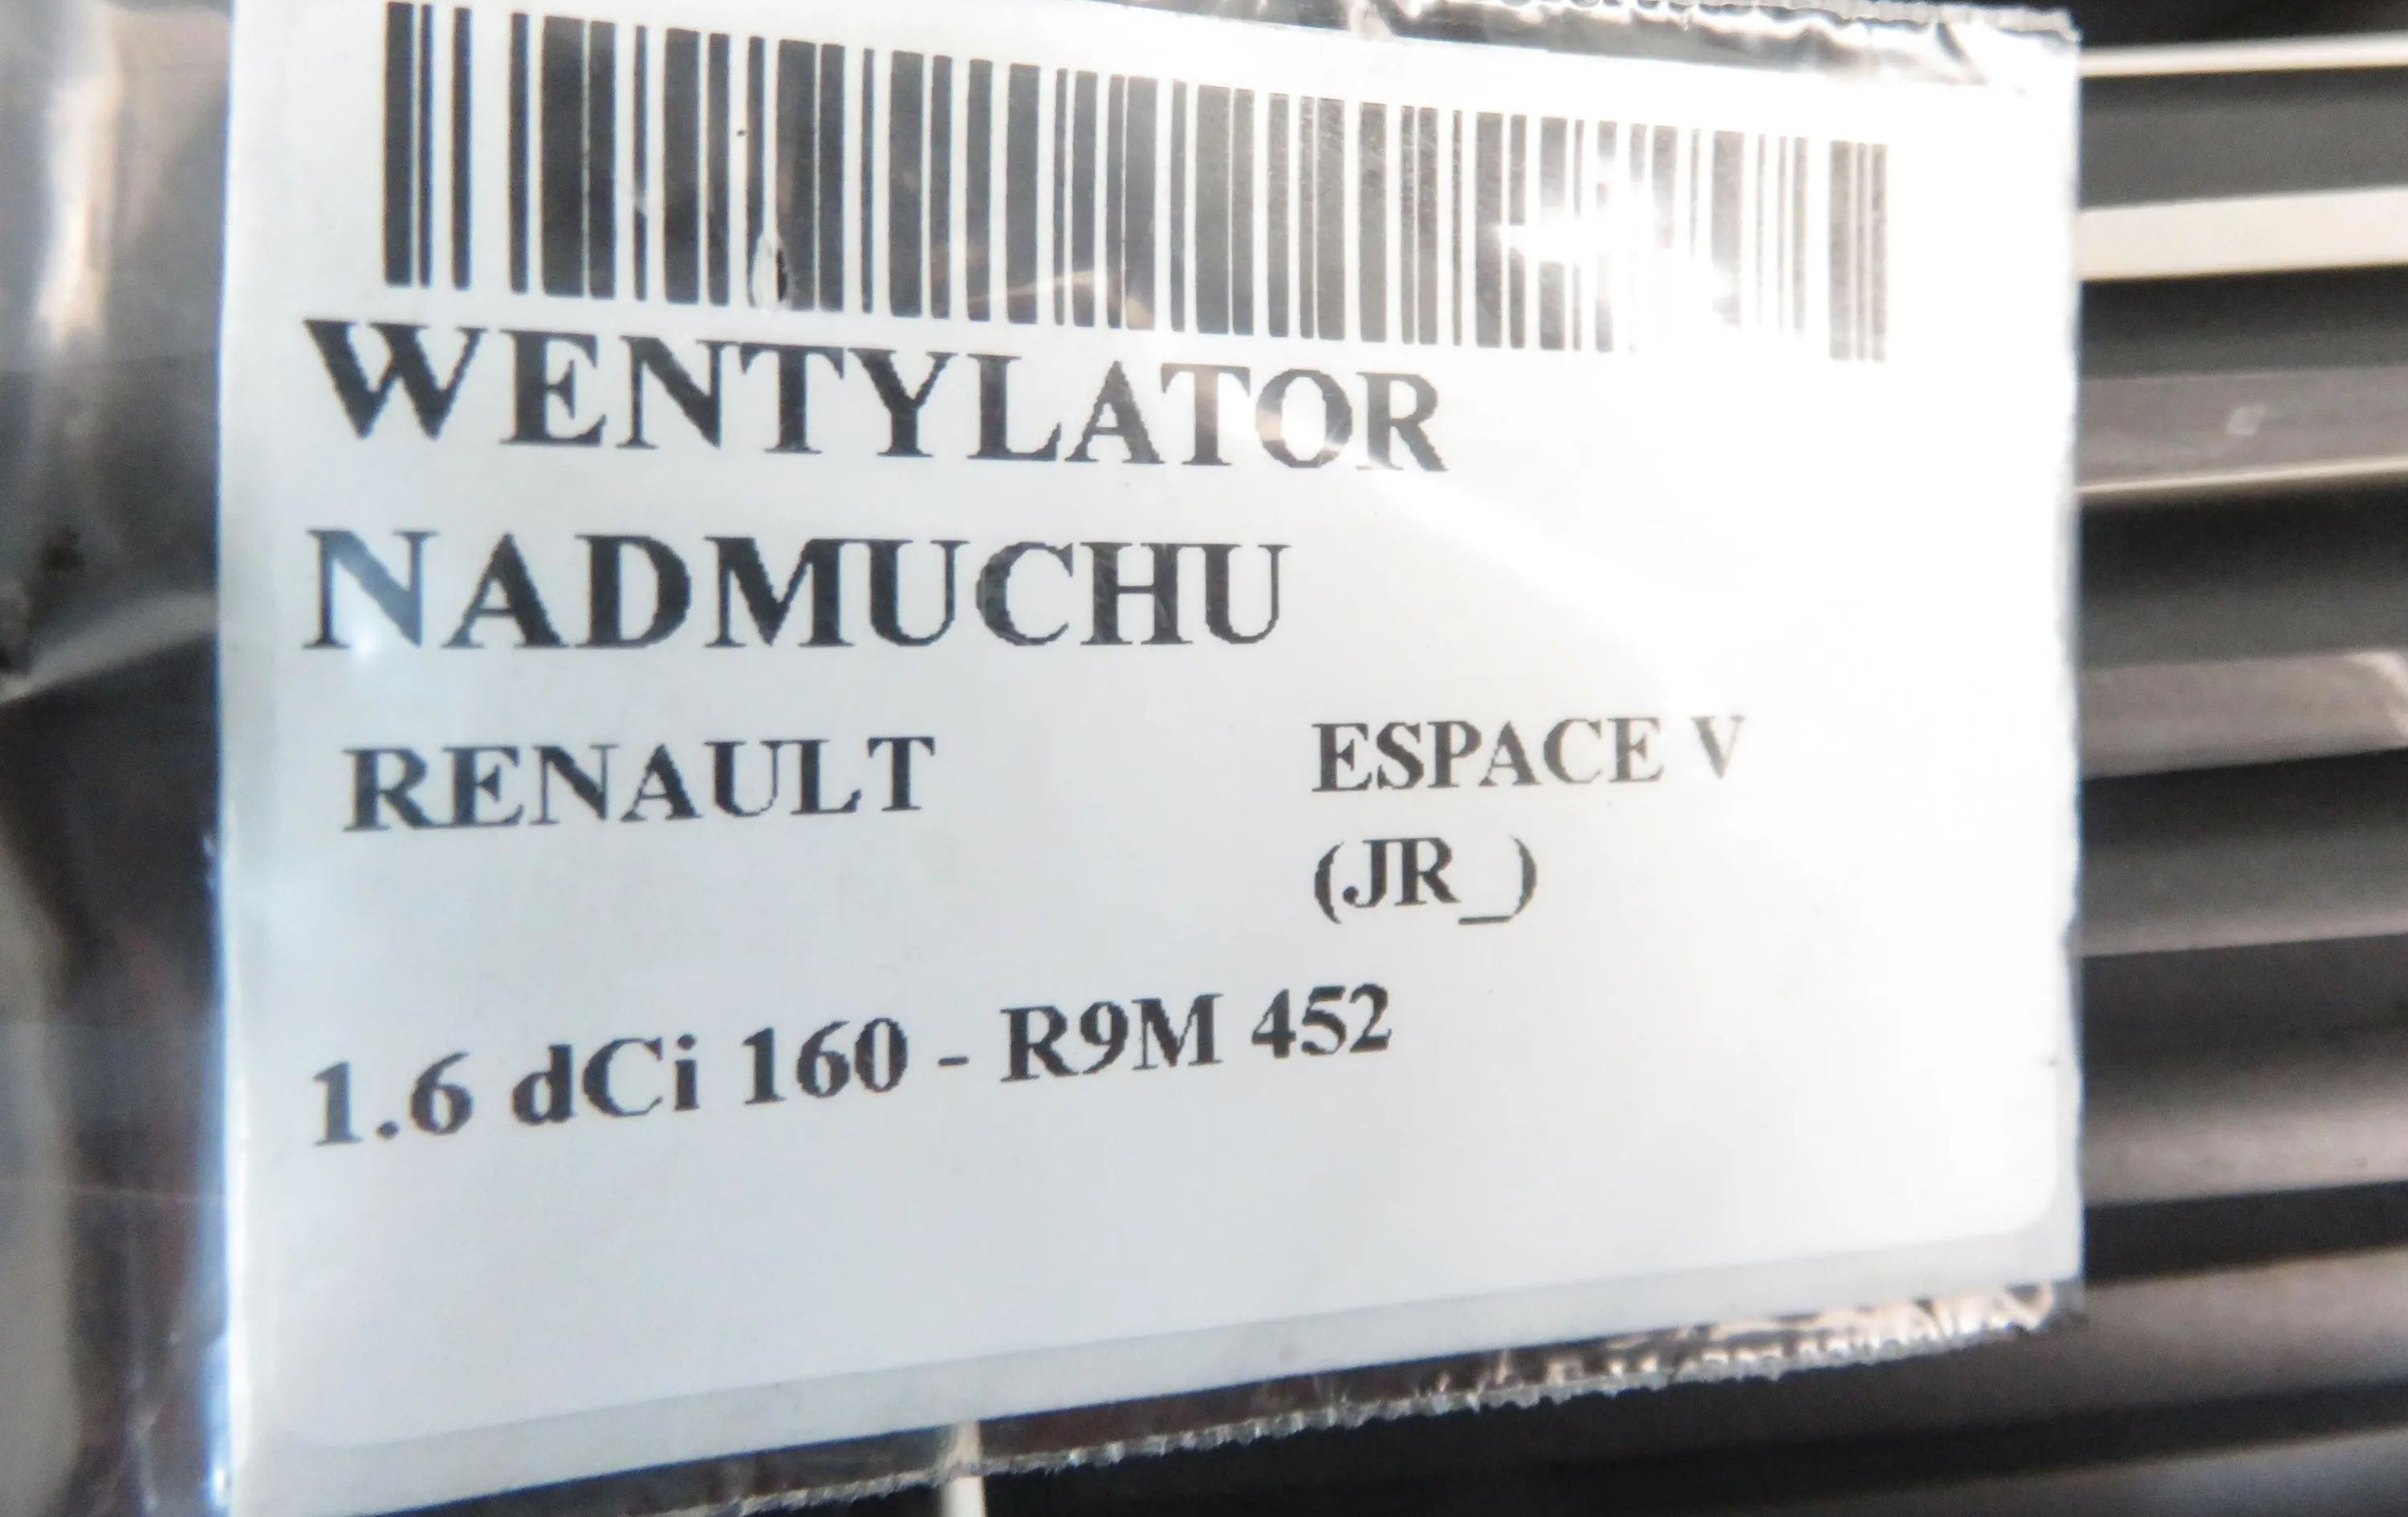 WENTYLATOR
NADMUCHU
RENAULT ESPACE V
(JR_)
1.6 dCi 160 - R9M 452